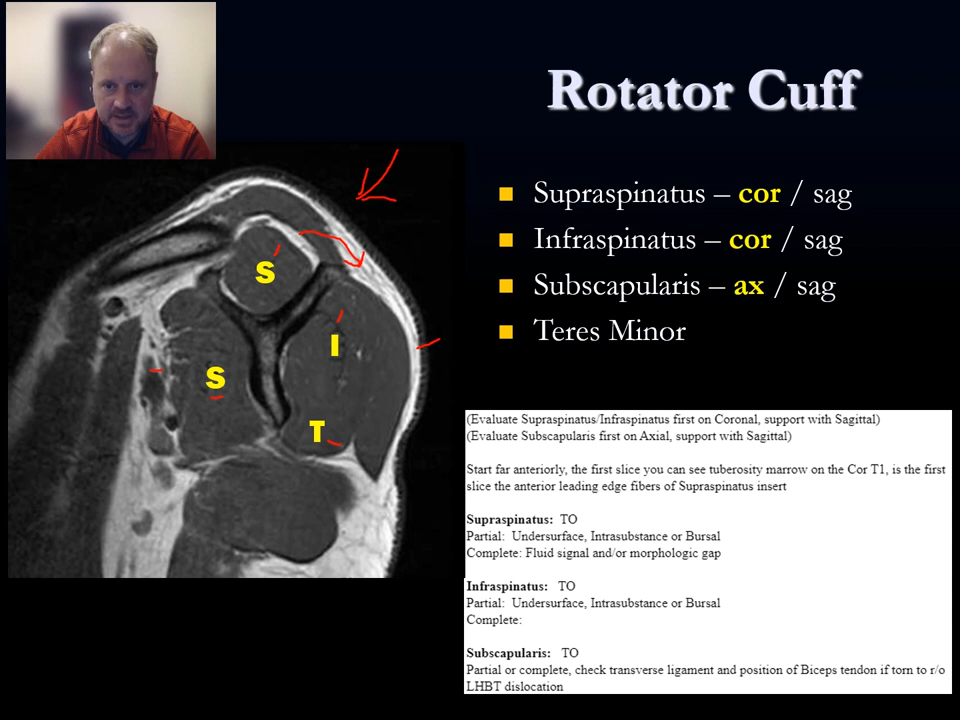 Rotator Cuff
Supraspinatus – cor / sag
Infraspinatus – cor / sag
Subscapularis – ax / sag
Teres Minor
S
I
S
T
(Evaluate Supraspinatus/Infraspinatus first on Coronal, support with Sagittal)
(Evaluate Subscapularis first on Axial, support with Sagittal)
Start far anteriorly, the first slice you can see tuberosity marrow on the Cor T1, is the first
slice the anterior leading edge fibers of Supraspinatus insert
Supraspinatus: TO
Partial: Undersurface, Intrasubstance or Bursal
Complete: Fluid signal and/or morphologic gap
Infraspinatus: TO
Partial: Undersurface, Intrasubstance or Bursal
Complete:
Subscapularis: TO
Partial or complete, check transverse ligament and position of Biceps tendon if torn to r/o
LHBT dislocation